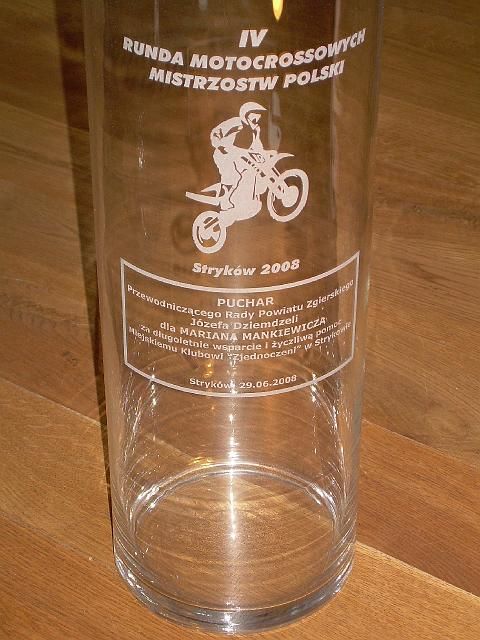 IV
RUNDA MOTOCROSSOWYCH
MISTRZOSTW POLSKI
Stryków 2008
PUCHAR
Przewodniczącego Rady Powiatu Zgierskiego
Józefa Dziemdzeli
dla MARIANA MANKIEWICZA
za długoletnie wsparcie i życzliwą pomoc
Miejskiemu Klubowi "Zjednoczeni" w Strykowie
Stryków, 29.06.2008